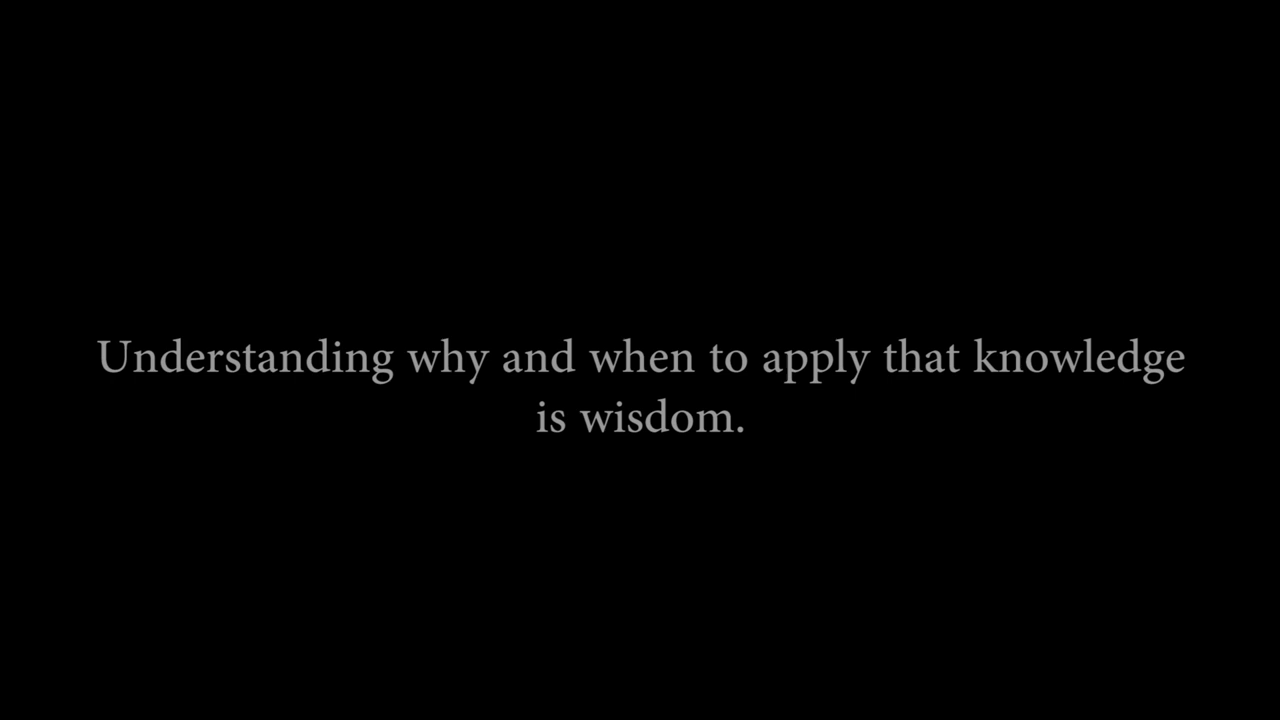 Understanding why and when to apply that knowledge
is wisdom.